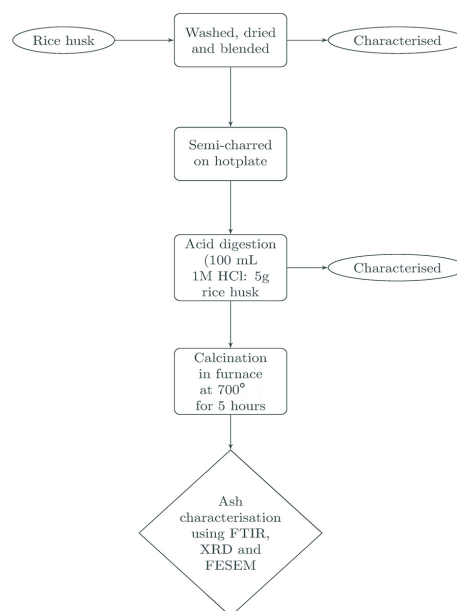 Rice husk
Washed, dried
and blended
Characterised
Semi-charred
on hotplate
Acid digestion
(100 mL
1M HCl: 5g
rice husk
Characterised
Calcination
in furnace
at 700°
for 5 hours
Ash
characterisation
using FTIR,
XRD and
FESEM